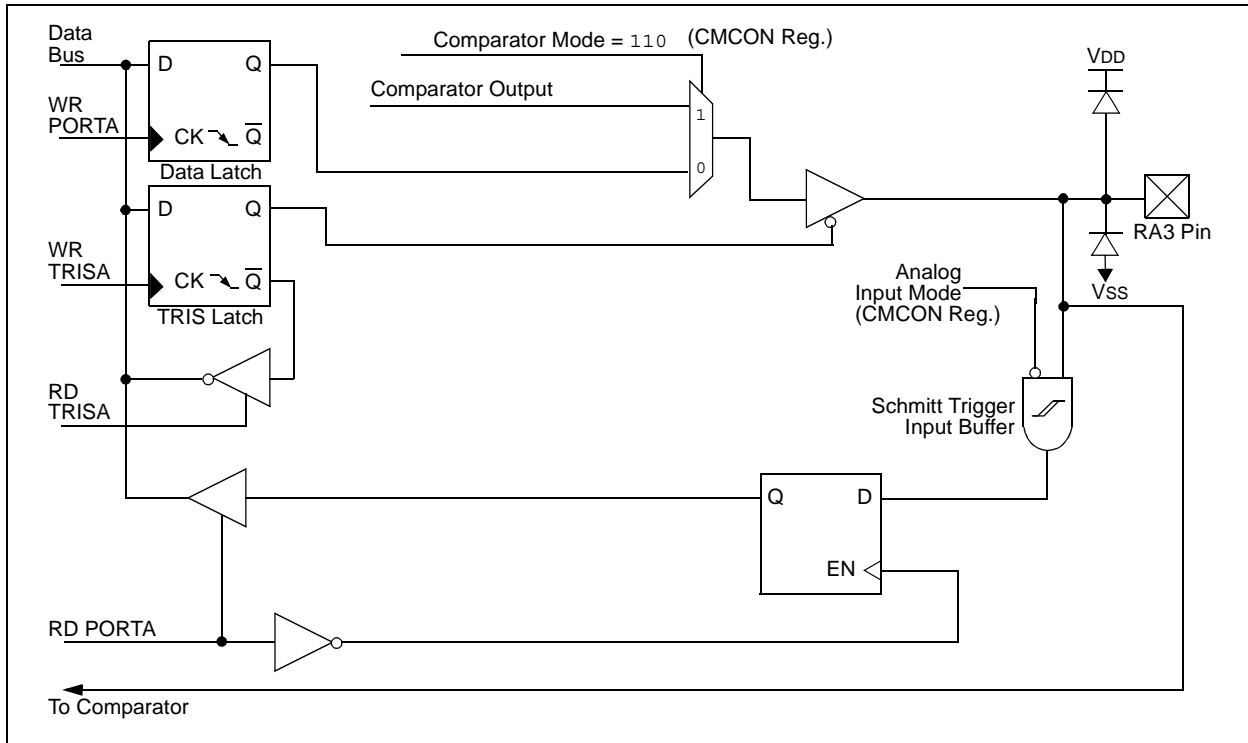 Data
Bus
D Q
WR
PORTA
CK Q
Data Latch
Comparator Mode = 110 (CMCON Reg.)
Comparator Output
1
0
VDD
RA3 Pin
VSS
D Q
WR
TRISA
CK Q
TRIS Latch
Analog
Input Mode
(CMCON Reg.)
RD
TRISA
Schmitt Trigger
Input Buffer
Q D
EN
RD PORTA
To Comparator